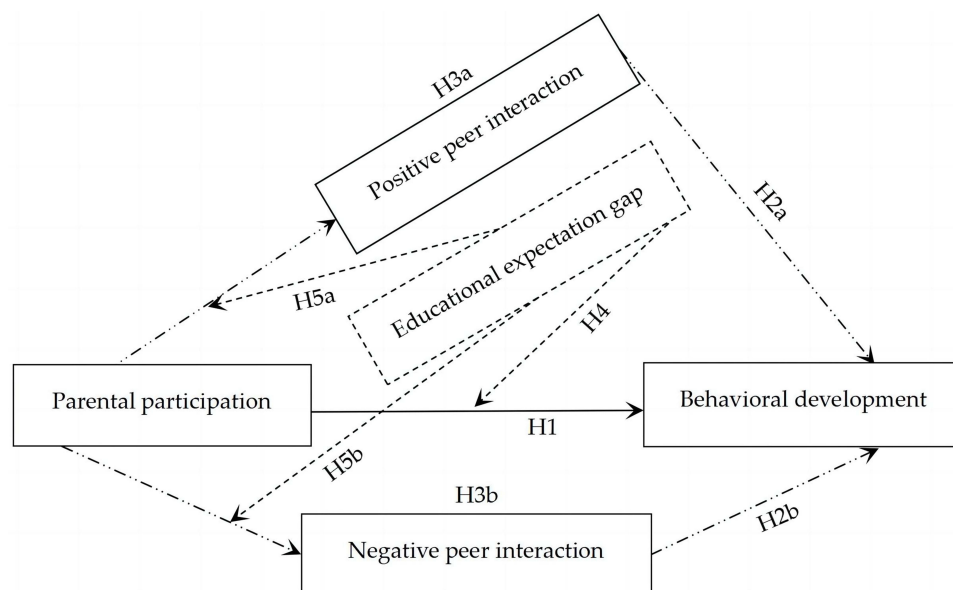 H3a
Positive peer interaction
H2a
Educational expectation gap
H5a
H4
Parental participation
Behavioral development
H1
H5b
H3b
H2b
Negative peer interaction